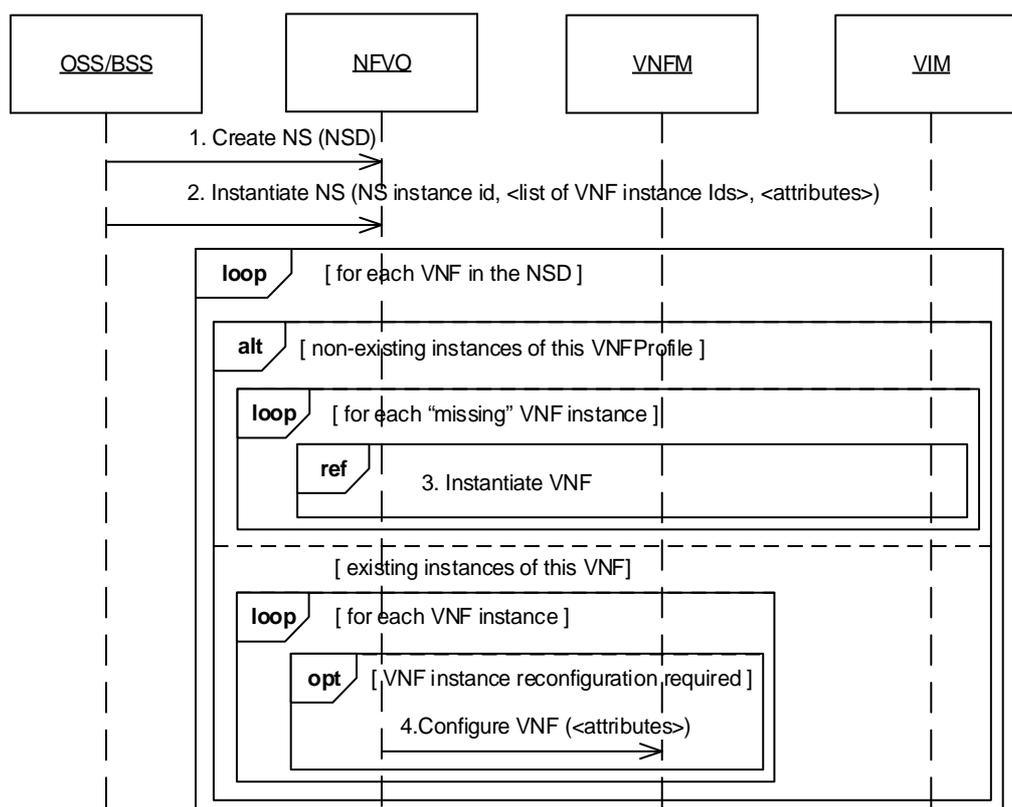 OSS/BSS
NFVO
VNFM
VIM
1. Create NS (NSD)
2. Instantiate NS (NS instance id, <list of VNF instance Ids>, <attributes>)
loop
[ for each VNF in the NSD ]
alt
[ non-existing instances of this VNFProfile ]
loop
[ for each “missing” VNF instance ]
ref
3. Instantiate VNF
[ existing instances of this VNF]
loop
[ for each VNF instance ]
opt
[ VNF instance reconfiguration required ]
4.Configure VNF (<attributes>)